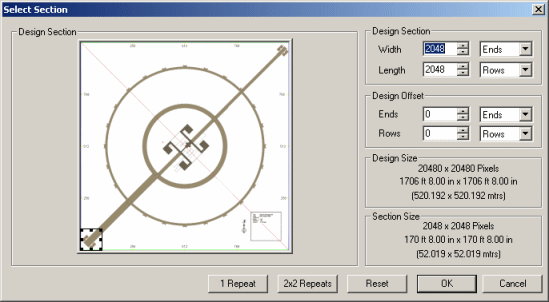 Select Section
Design Section
Design Section
Width 2048 Ends
Length 2048 Rows
Design Offset
Ends 0 Ends
Rows 0 Rows
Design Size
20480 x 20480 Pixels
1706 ft 8.00 in x 1706 ft 8.00 in
(520.192 x 520.192 mtrs)
Section Size
2048 x 2048 Pixels
170 ft 8.00 in x 170 ft 8.00 in
(52.019 x 52.019 mtrs)
1 Repeat
2x2 Repeats
Reset
OK
Cancel